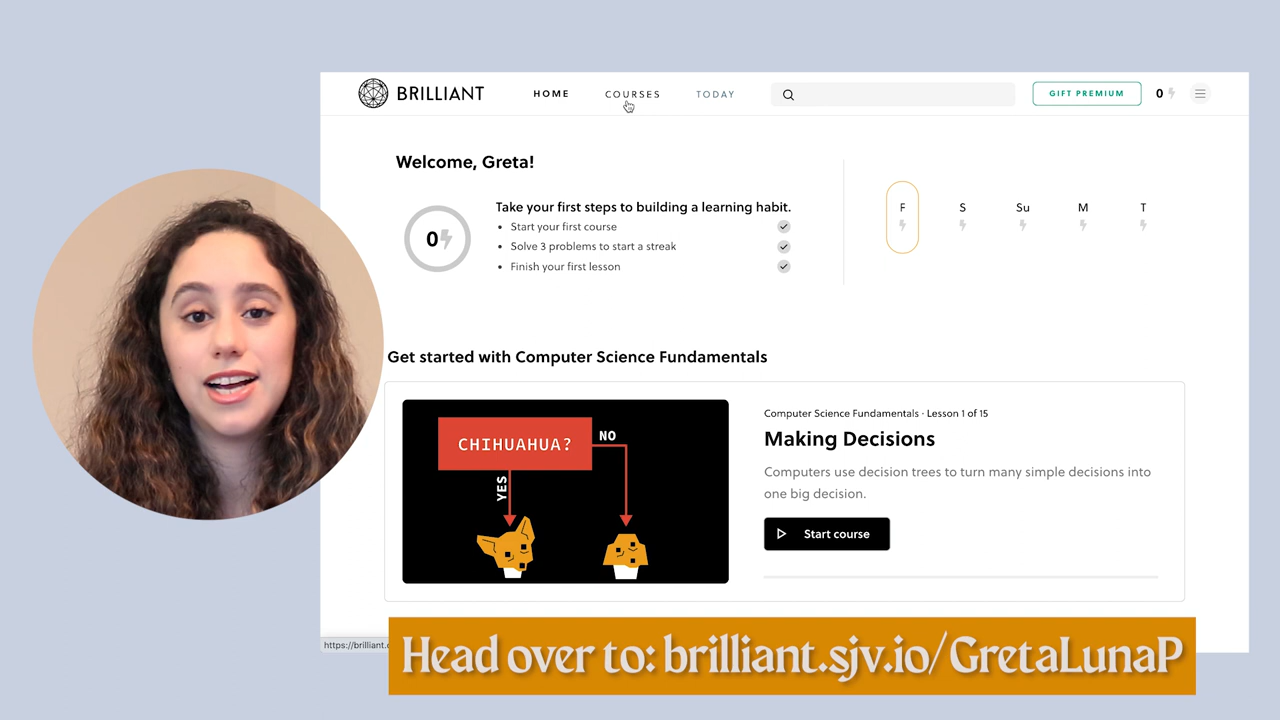 BRILLIANT
HOME
COURSES
TODAY
GIFT PREMIUM
0
Welcome, Greta!
0
Take your first steps to building a learning habit.
• Start your first course
• Solve 3 problems to start a streak
• Finish your first lesson
F
S
Su
M
T
Get started with Computer Science Fundamentals
CHIHUAHUA?
NO
YES
Computer Science Fundamentals · Lesson 1 of 15
Making Decisions
Computers use decision trees to turn many simple decisions into
one big decision.
Start course
https://brilliant.
Head over to: brilliant.sjv.io/GretaLunaP